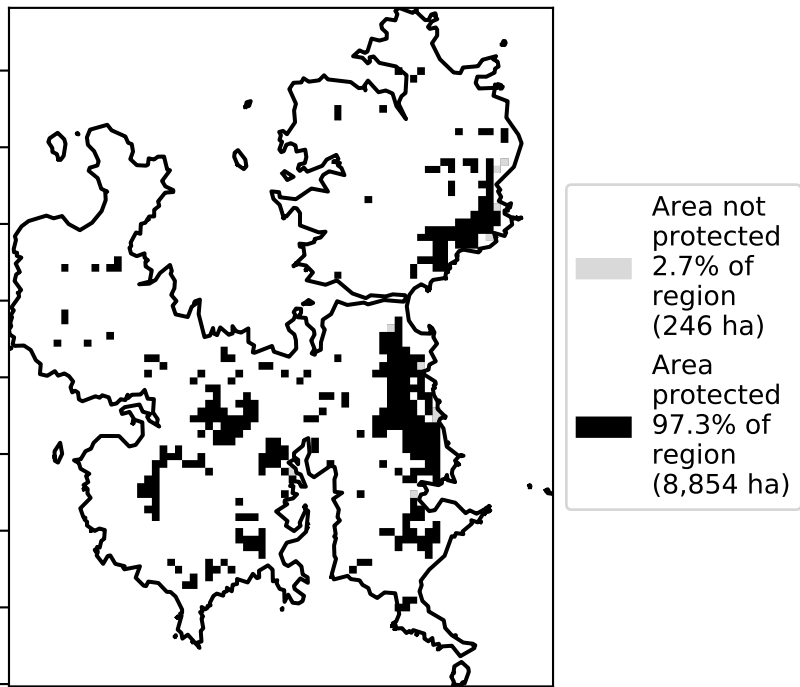 Area not
protected
2.7% of
region
(246 ha)
Area
protected
97.3% of
region
(8,854 ha)